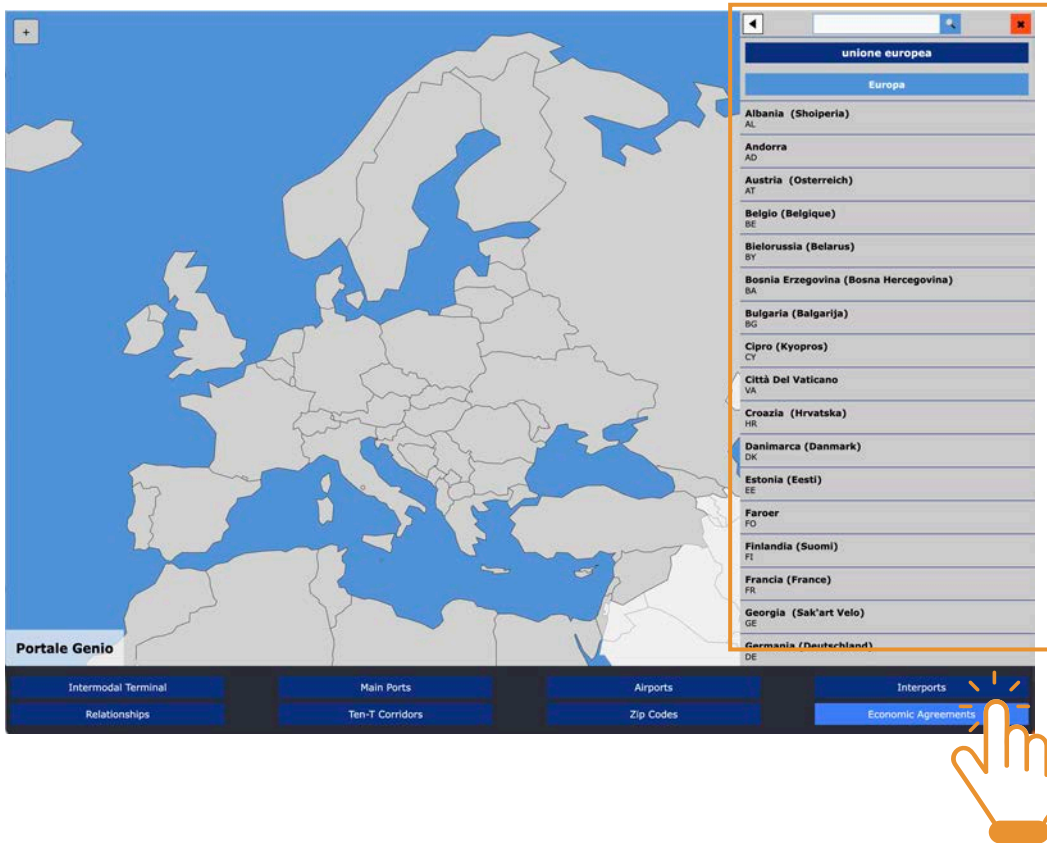 +
unione europea
Europa
Albania (Shoiperia)
AL
Andorra
AD
Austria (Osterreich)
AT
Belgio (Belgique)
BE
Bielorussia (Belarus)
BY
Bosnia Erzegovina (Bosna Hercegovina)
BA
Bulgaria (Balgarija)
BG
Cipro (Kyopros)
CY
Città Del Vaticano
VA
Croazia (Hrvatska)
HR
Danimarca (Danmark)
DK
Estonia (Eesti)
EE
Faroer
FO
Finlandia (Suomi)
FI
Francia (France)
FR
Georgia (Sak'art Velo)
GE
Germania (Deutschland)
DE
Portale Genio
Intermodal Terminal
Main Ports
Airports
Interports
Relationships
Ten-T Corridors
Zip Codes
Economic Agreements